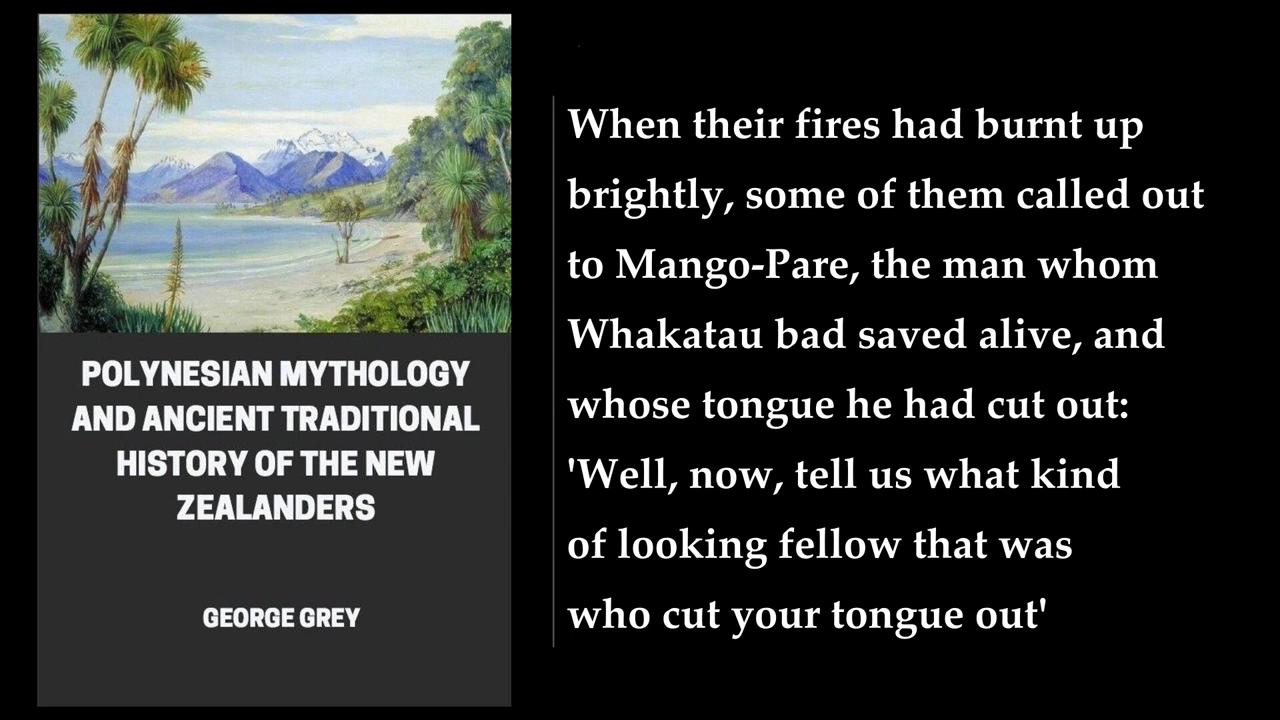 POLYNESIAN MYTHOLOGY
AND ANCIENT TRADITIONAL
HISTORY OF THE NEW
ZEALANDERS
GEORGE GREY
When their fires had burnt up
brightly, some of them called out
to Mango-Pare, the man whom
Whakatau bad saved alive, and
whose tongue he had cut out:
'Well, now, tell us what kind
of looking fellow that was
who cut your tongue out'